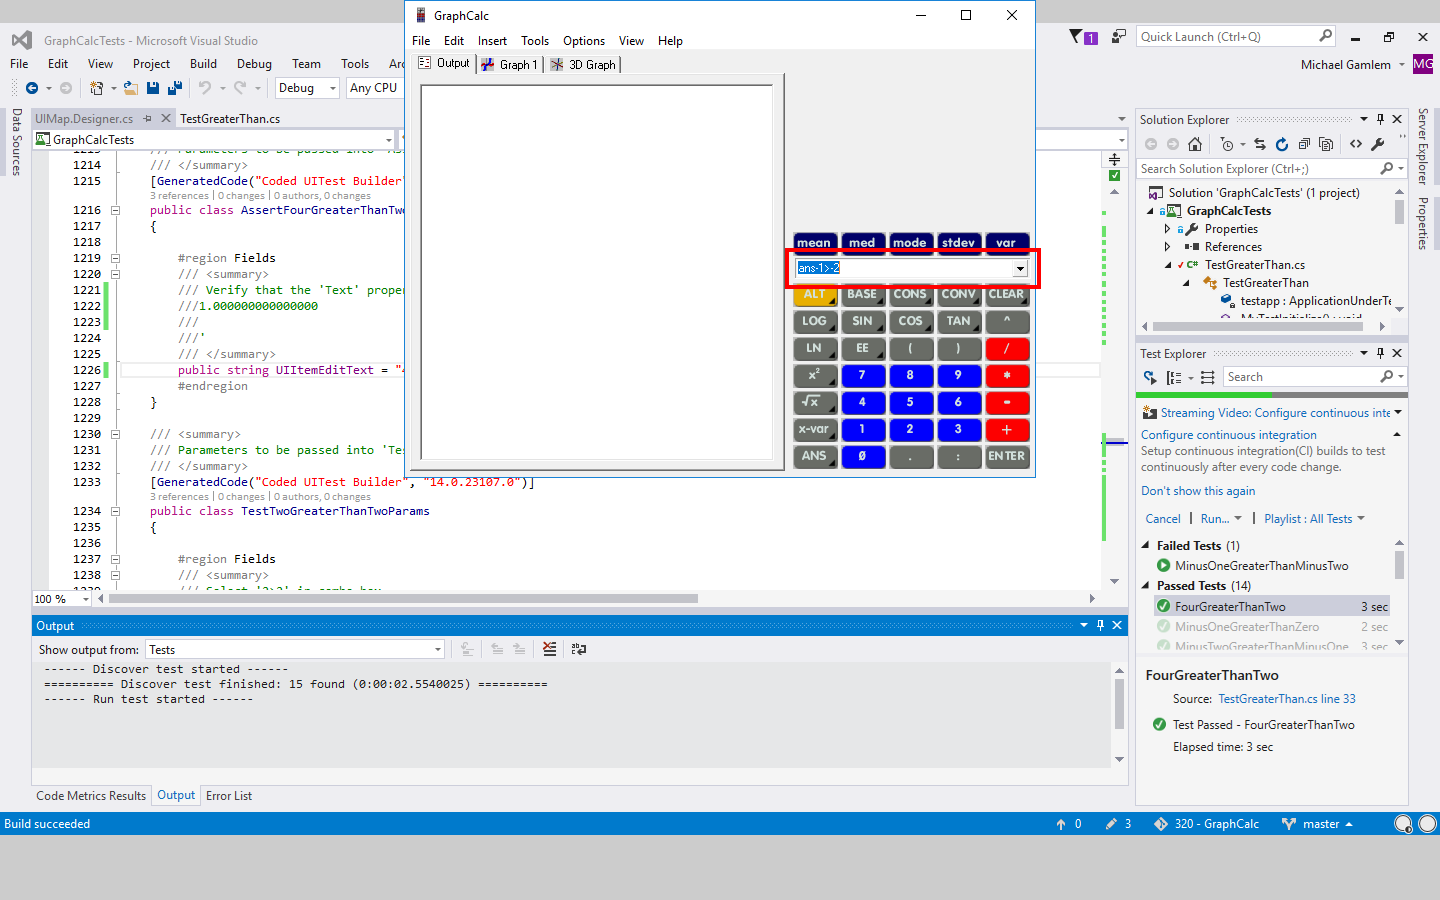 GraphCalc
File Edit Insert Tools Options View Help
Output Graph 1 3D Graph
mean med mode stdev var
ans-1>-2
ALT BASE CONS CONV CLEAR
LOG SIN COS TAN ^
LN EE ( ) /
x² 7 8 9 *
√x 4 5 6 -
x-var 1 2 3 +
ANS 0 . : ENTER
GraphCalcTests - Microsoft Visual Studio
1
Quick Launch (Ctrl+Q)
File Edit View Project Build Debug Team Tools
Michael Gamlem MG
Debug Any CPU
Data Sources
UIMap.Designer.cs TestGreaterThan.cs
GraphCalcTests
1214 /// </summary>
1215 [GeneratedCode("Coded UITest Builder"
3 references | 0 changes | 0 authors, 0 changes
1216 public class AssertFourGreaterThanTwo
1217 {
1218
1219 #region Fields
1220 /// <summary>
1221 /// Verify that the 'Text' prope
1222 ///1.000000000000000
1223 ///
1224 ///'
1225 /// </summary>
1226 public string UIItemEditText = "
1227 #endregion
1228 }
1229
1230 /// <summary>
1231 /// Parameters to be passed into 'Te
1232 /// </summary>
1233 [GeneratedCode("Coded UITest Builder", "14.0.23107.0")]
3 references | 0 changes | 0 authors, 0 changes
1234 public class TestTwoGreaterThanTwoParams
1235 {
1236
1237 #region Fields
1238 /// <summary>
100 %
Output
Show output from: Tests
------ Discover test started ------
========== Discover test finished: 15 found (0:00:02.5540025) ==========
------ Run test started ------
Code Metrics Results Output Error List
Solution Explorer
Search Solution Explorer (Ctrl+;)
Solution 'GraphCalcTests' (1 project)
GraphCalcTests
Properties
References
TestGreaterThan.cs
TestGreaterThan
testapp : ApplicationUnderTe
MyTestInitialize() : void
Test Explorer
Search
Streaming Video: Configure continuous inte
Configure continuous integration
Setup continuous integration(CI) builds to test
continuously after every code change.
Don't show this again
Cancel | Run... | Playlist : All Tests
Failed Tests (1)
MinusOneGreaterThanMinusTwo
Passed Tests (14)
FourGreaterThanTwo 3 sec
MinusOneGreaterThanZero 2 sec
MinusTwoGreaterThanMinusOne 3 sec
FourGreaterThanTwo
Source: TestGreaterThan.cs line 33
Test Passed - FourGreaterThanTwo
Elapsed time: 3 sec
Server Explorer
Properties
Build succeeded
0 3 320 - GraphCalc master